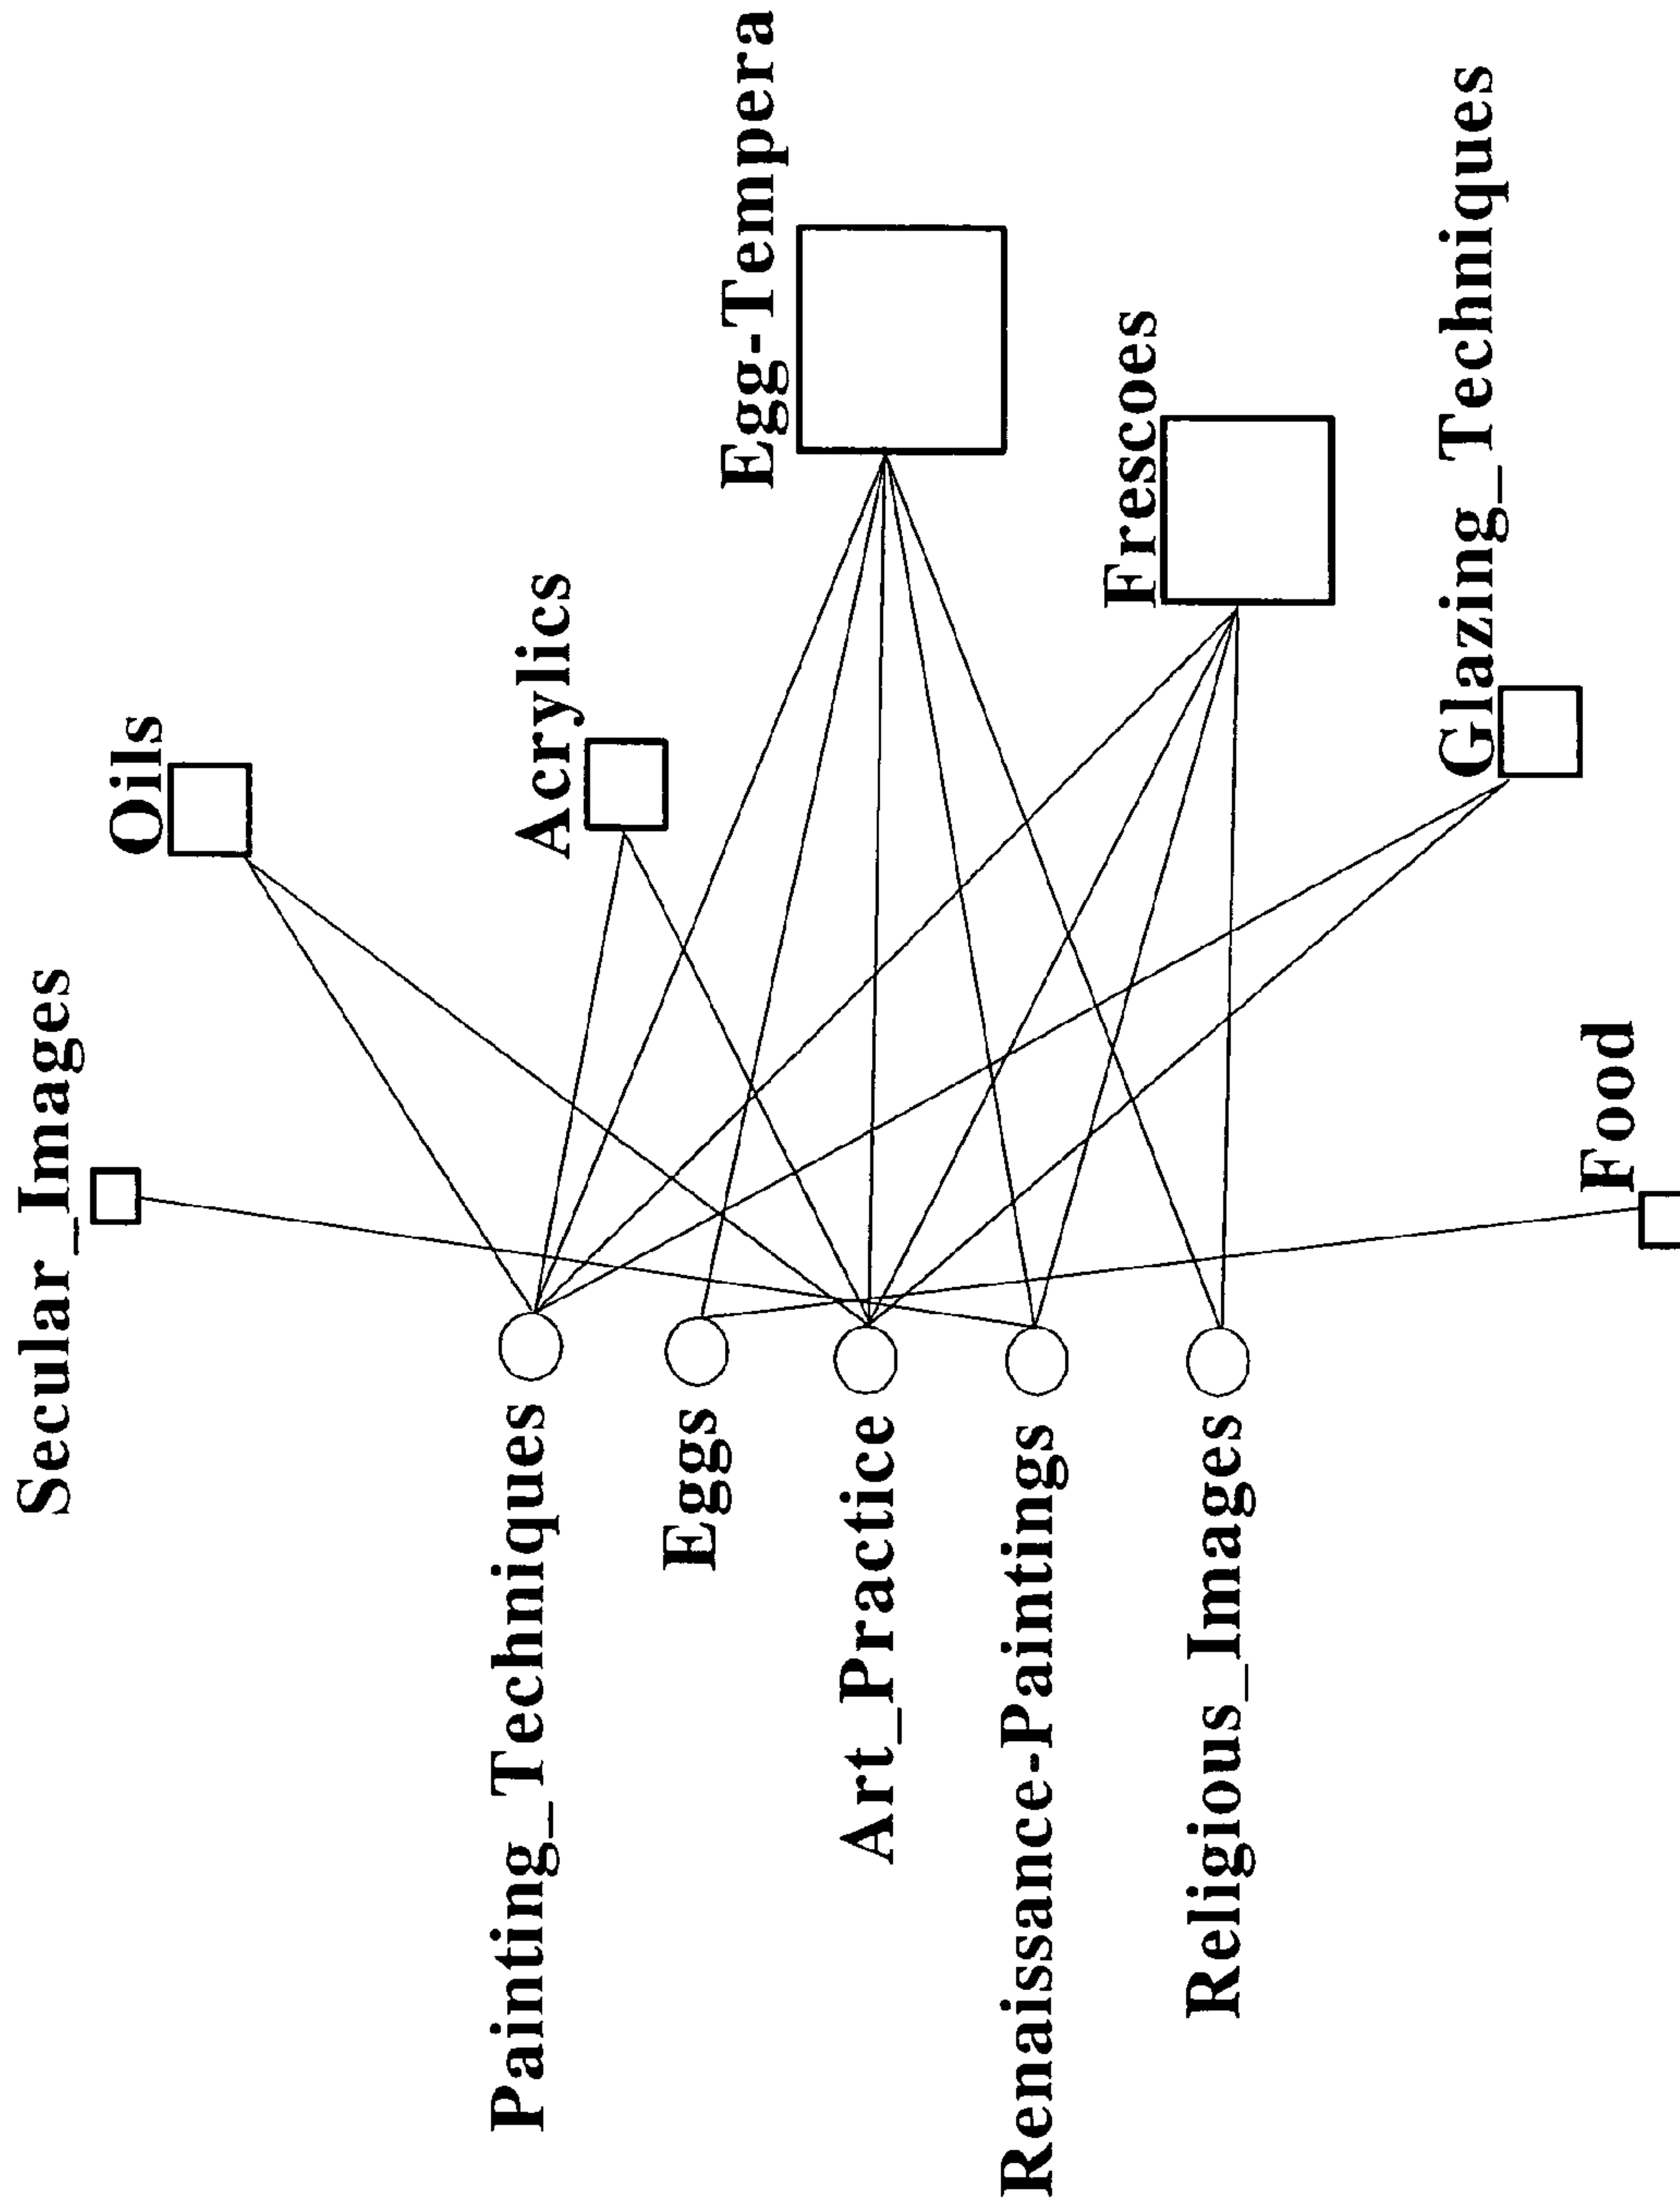 Secular_Images
Oils
Acrylics
Egg-Tempera
Frescoes
Glazing_Techniques
Food
Painting_Techniques
Eggs
Art_Practice
Renaissance-Paintings
Religious_Images